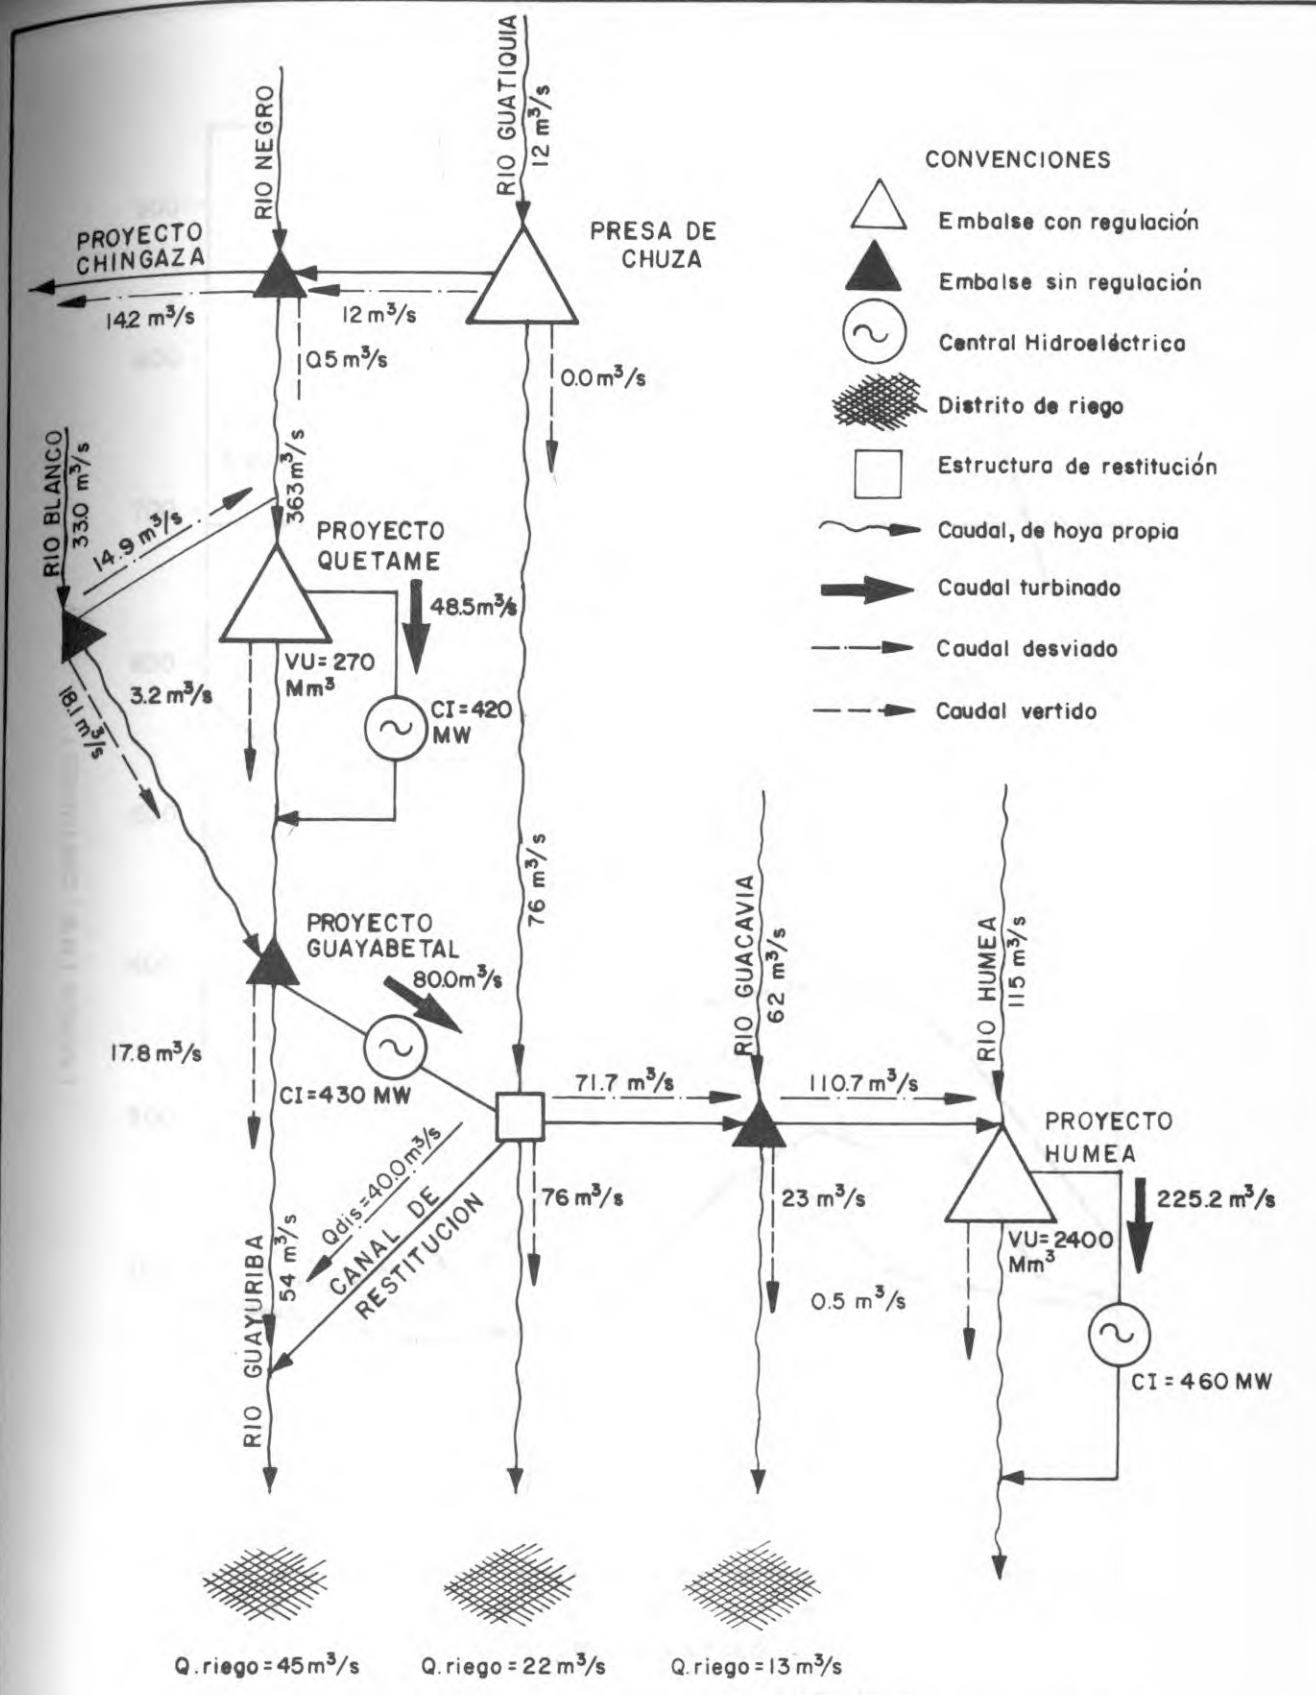 RIO NEGRO
RIO GUATIQUIA
12 m³/s
PROYECTO
CHINGAZA
14.2 m³/s
12 m³/s
0.5 m³/s
PRESA DE
CHUZA
0.0 m³/s
CONVENCIONES
Embalse con regulación
Embalse sin regulación
Central Hidroeléctrica
Distrito de riego
Estructura de restitución
Caudal, de hoya propia
Caudal turbinado
Caudal desviado
Caudal vertido
RIO BLANCO
33.0 m³/s
14.9 m³/s
363 m³/s
PROYECTO
QUETAME
48.5 m³/s
VU = 270
Mm³
CI = 420
MW
3.2 m³/s
18.1 m³/s
76 m³/s
PROYECTO
GUAYABETAL
80.0 m³/s
17.8 m³/s
CI = 430 MW
RIO GUACAVIA
62 m³/s
RIO HUMEA
115 m³/s
71.7 m³/s
110.7 m³/s
PROYECTO
HUMEA
Qdis = 40.0 m³/s
CANAL DE
RESTITUCION
76 m³/s
23 m³/s
0.5 m³/s
225.2 m³/s
VU = 2400
Mm³
CI = 460 MW
RIO GUAYURIBA
54 m³/s
Q. riego = 45 m³/s
Q. riego = 22 m³/s
Q. riego = 13 m³/s